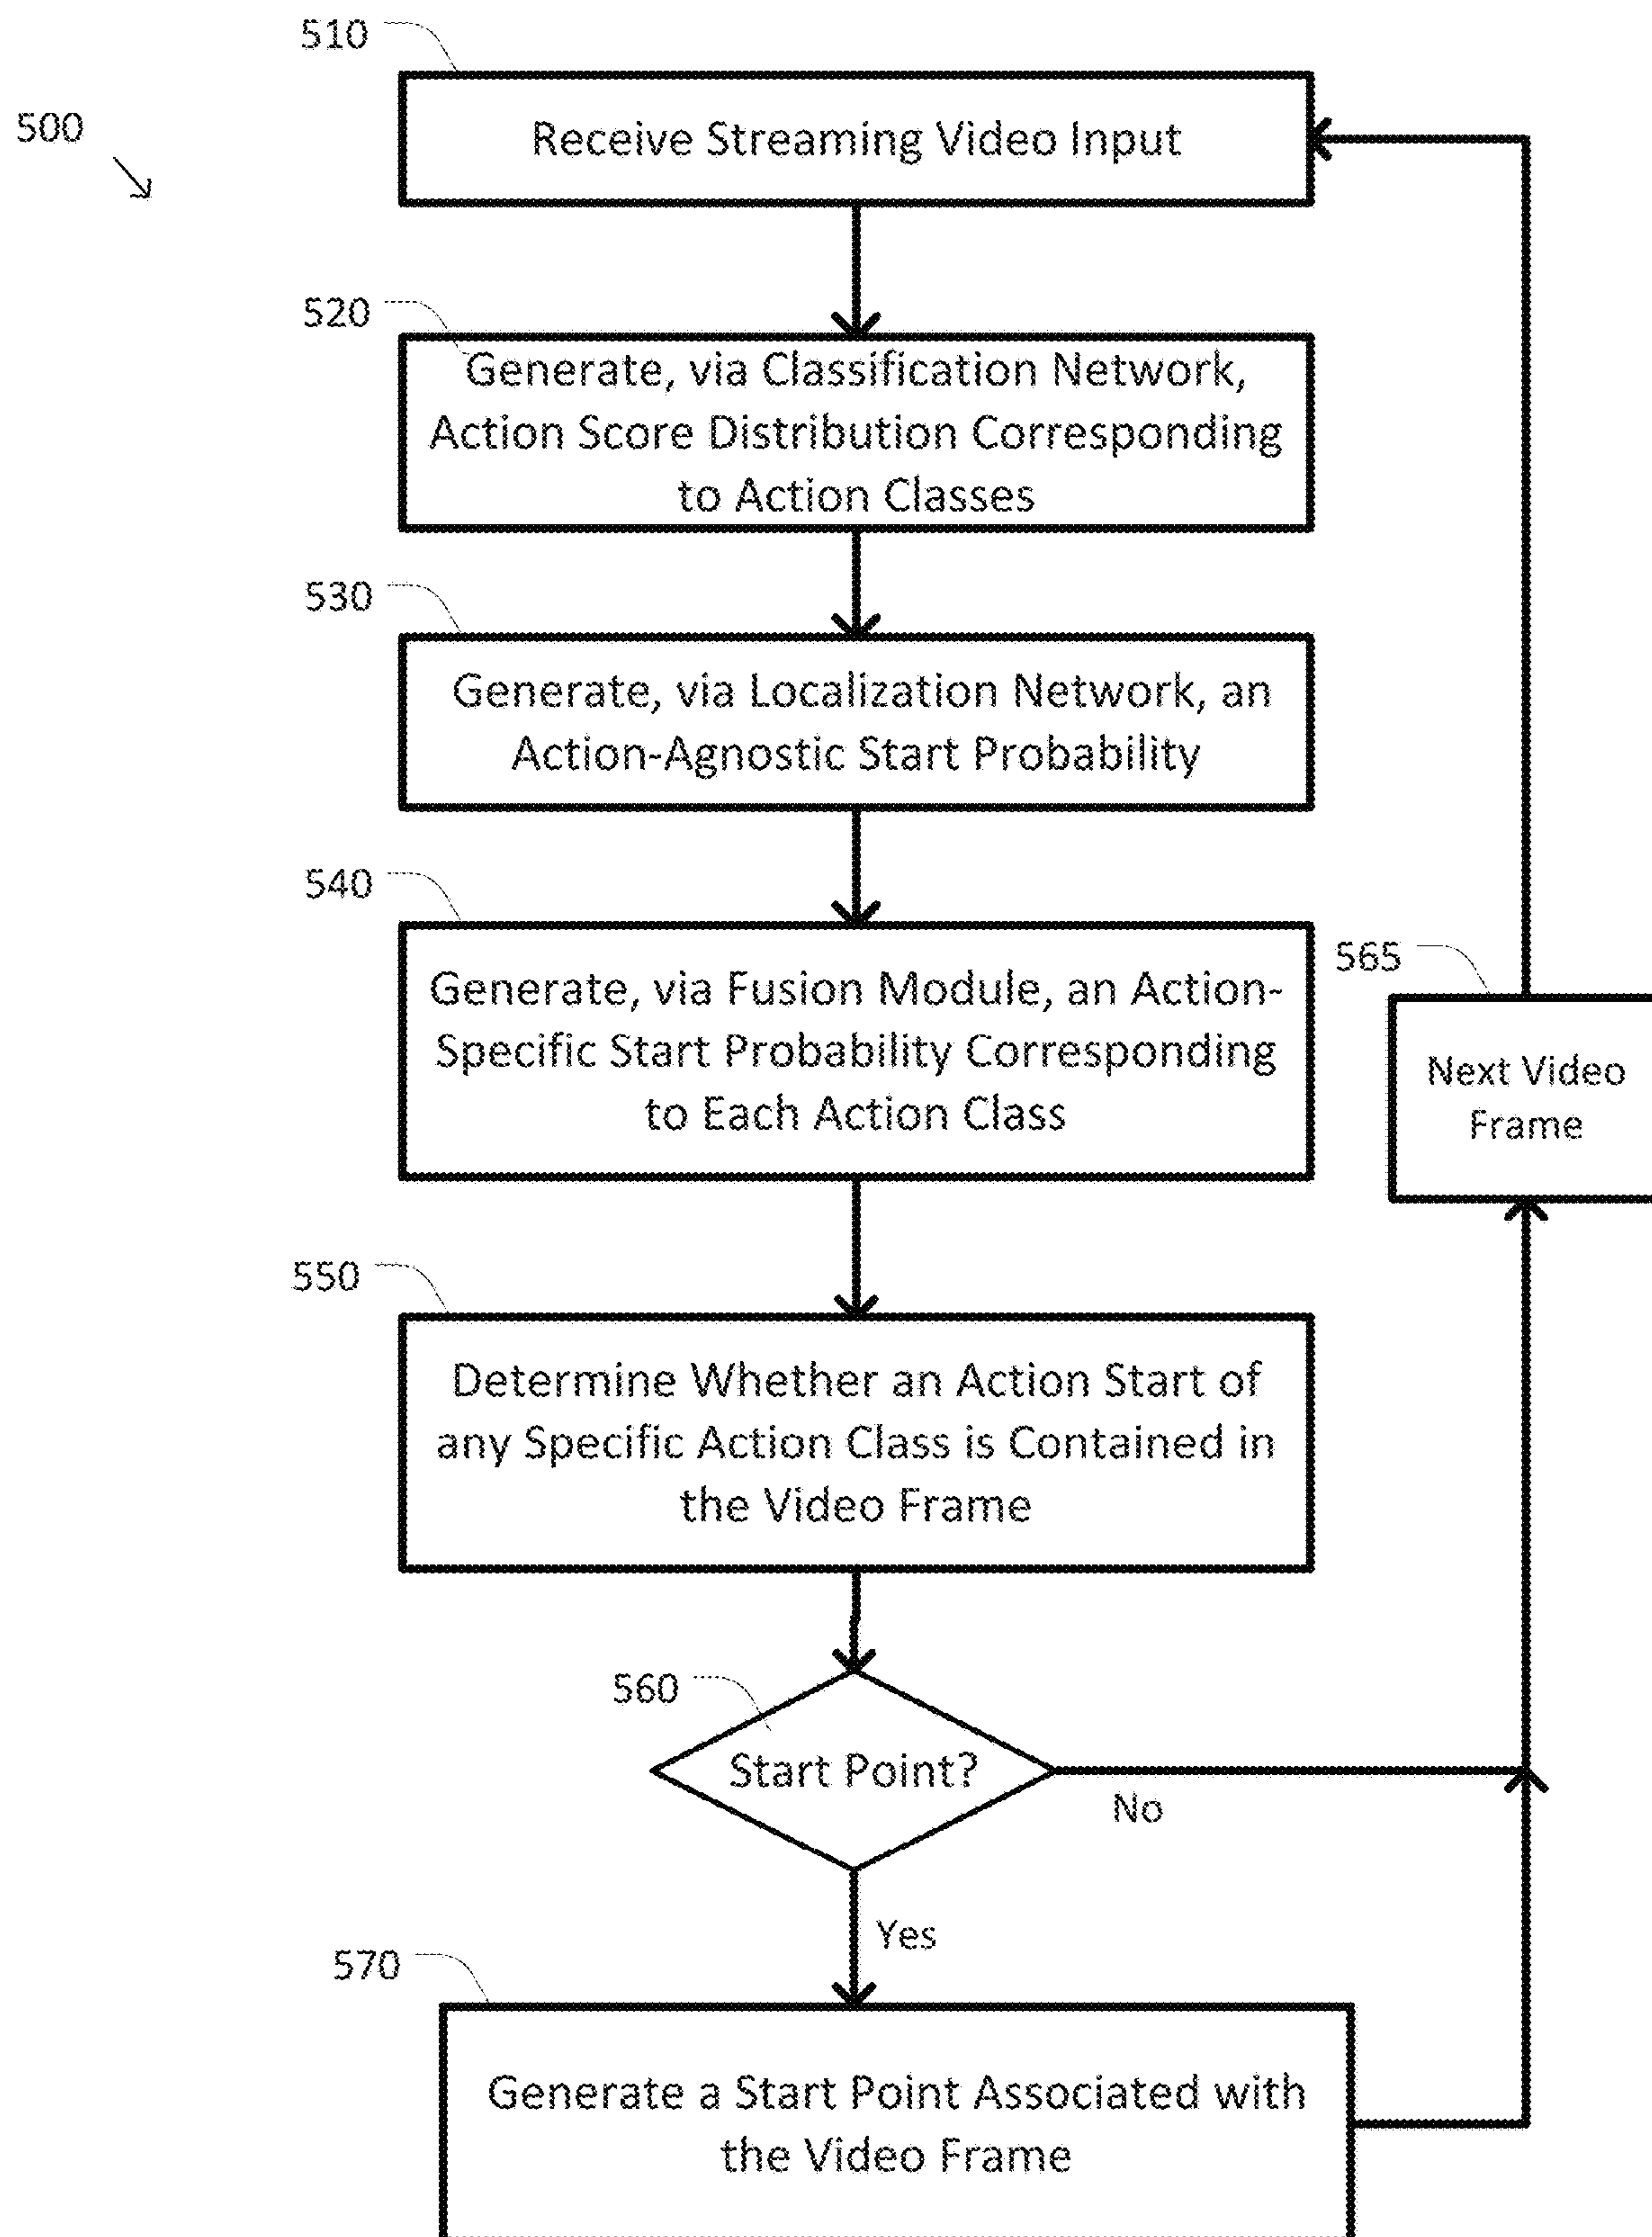 510
500
Receive Streaming Video Input
520
Generate, via Classification Network,
Action Score Distribution Corresponding
to Action Classes
530
Generate, via Localization Network, an
Action-Agnostic Start Probability
540
Generate, via Fusion Module, an Action-
Specific Start Probability Corresponding
to Each Action Class
565
Next Video
Frame
550
Determine Whether an Action Start of
any Specific Action Class is Contained in
the Video Frame
560
Start Point?
No
Yes
570
Generate a Start Point Associated with
the Video Frame